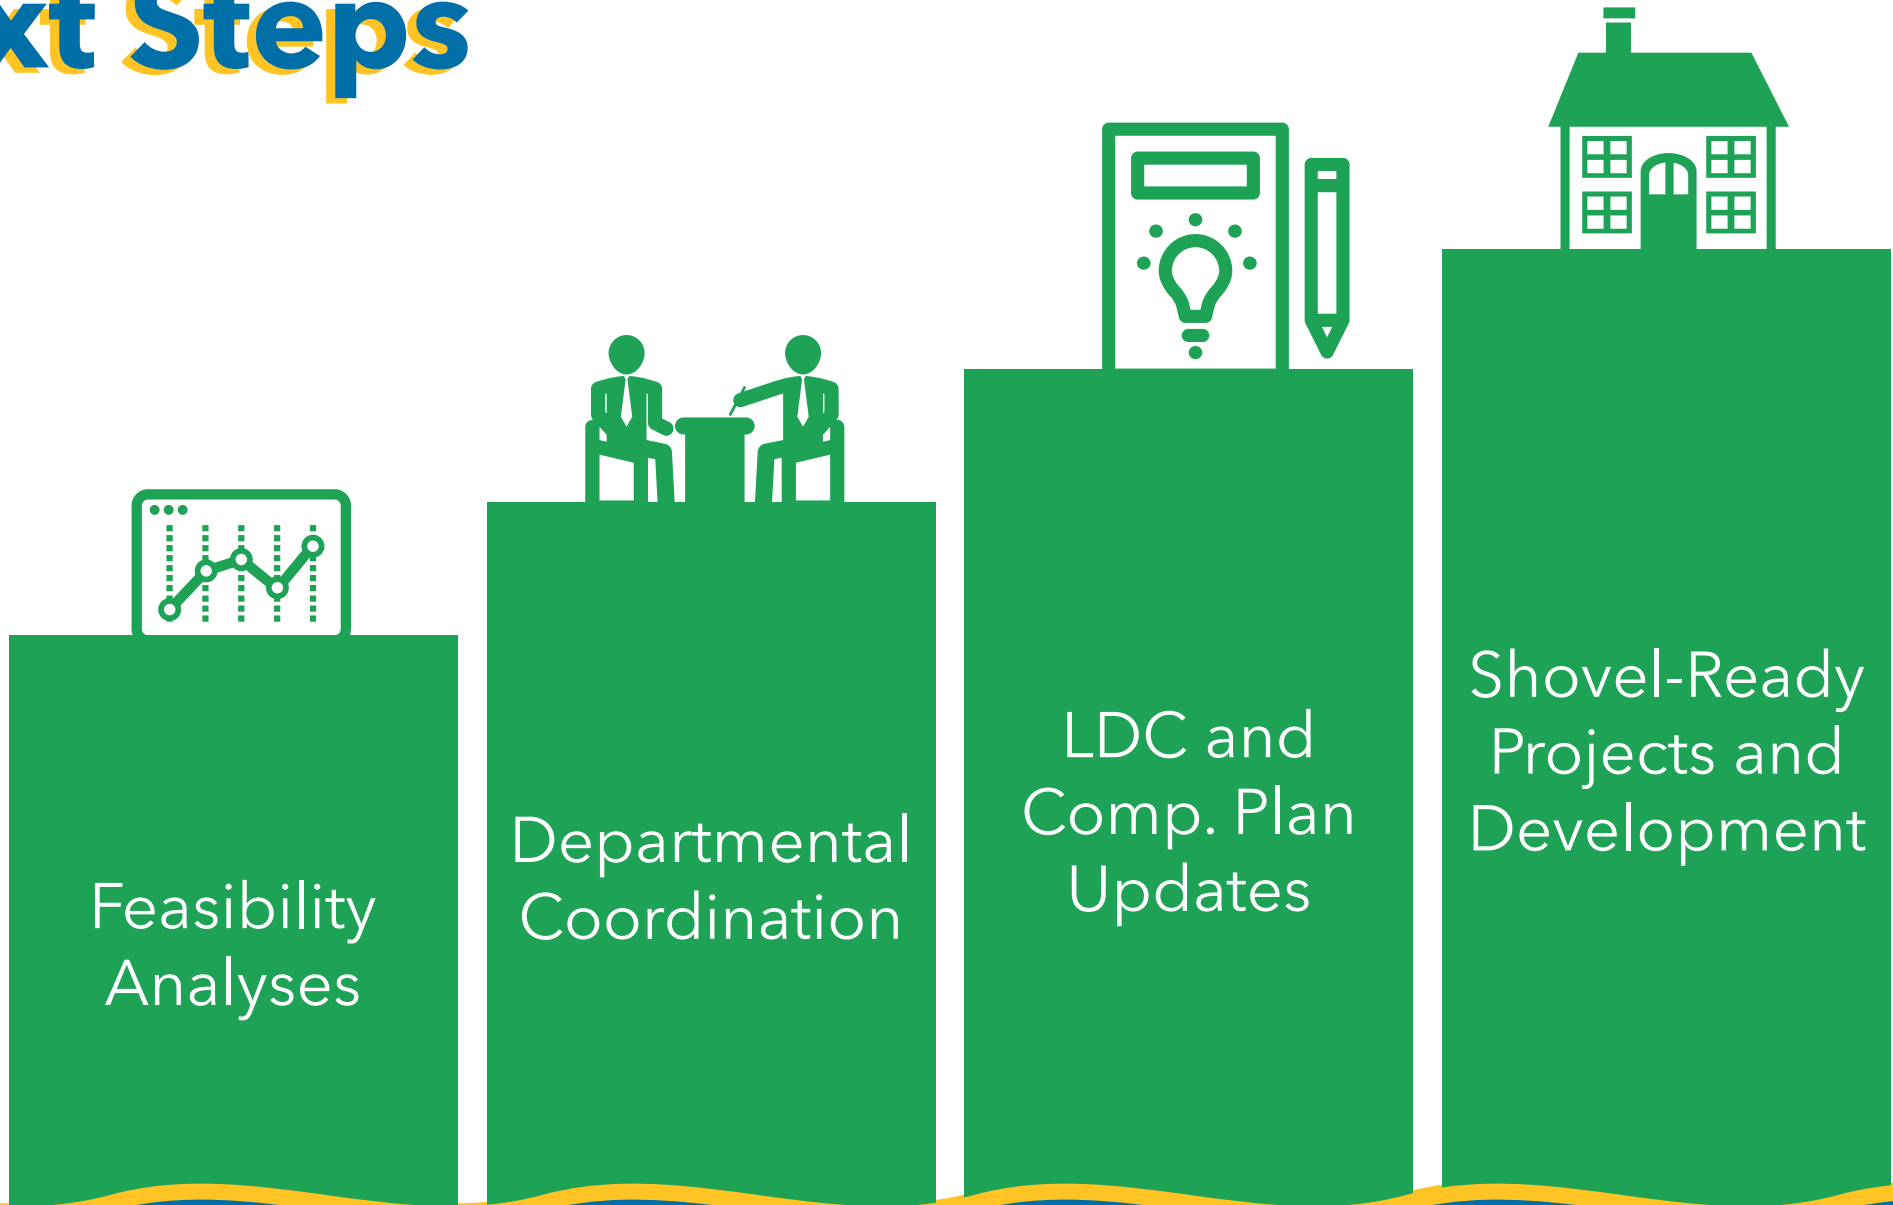 xt Steps
Feasibility
Analyses
Departmental
Coordination
LDC and
Comp. Plan
Updates
Shovel-Ready
Projects and
Development